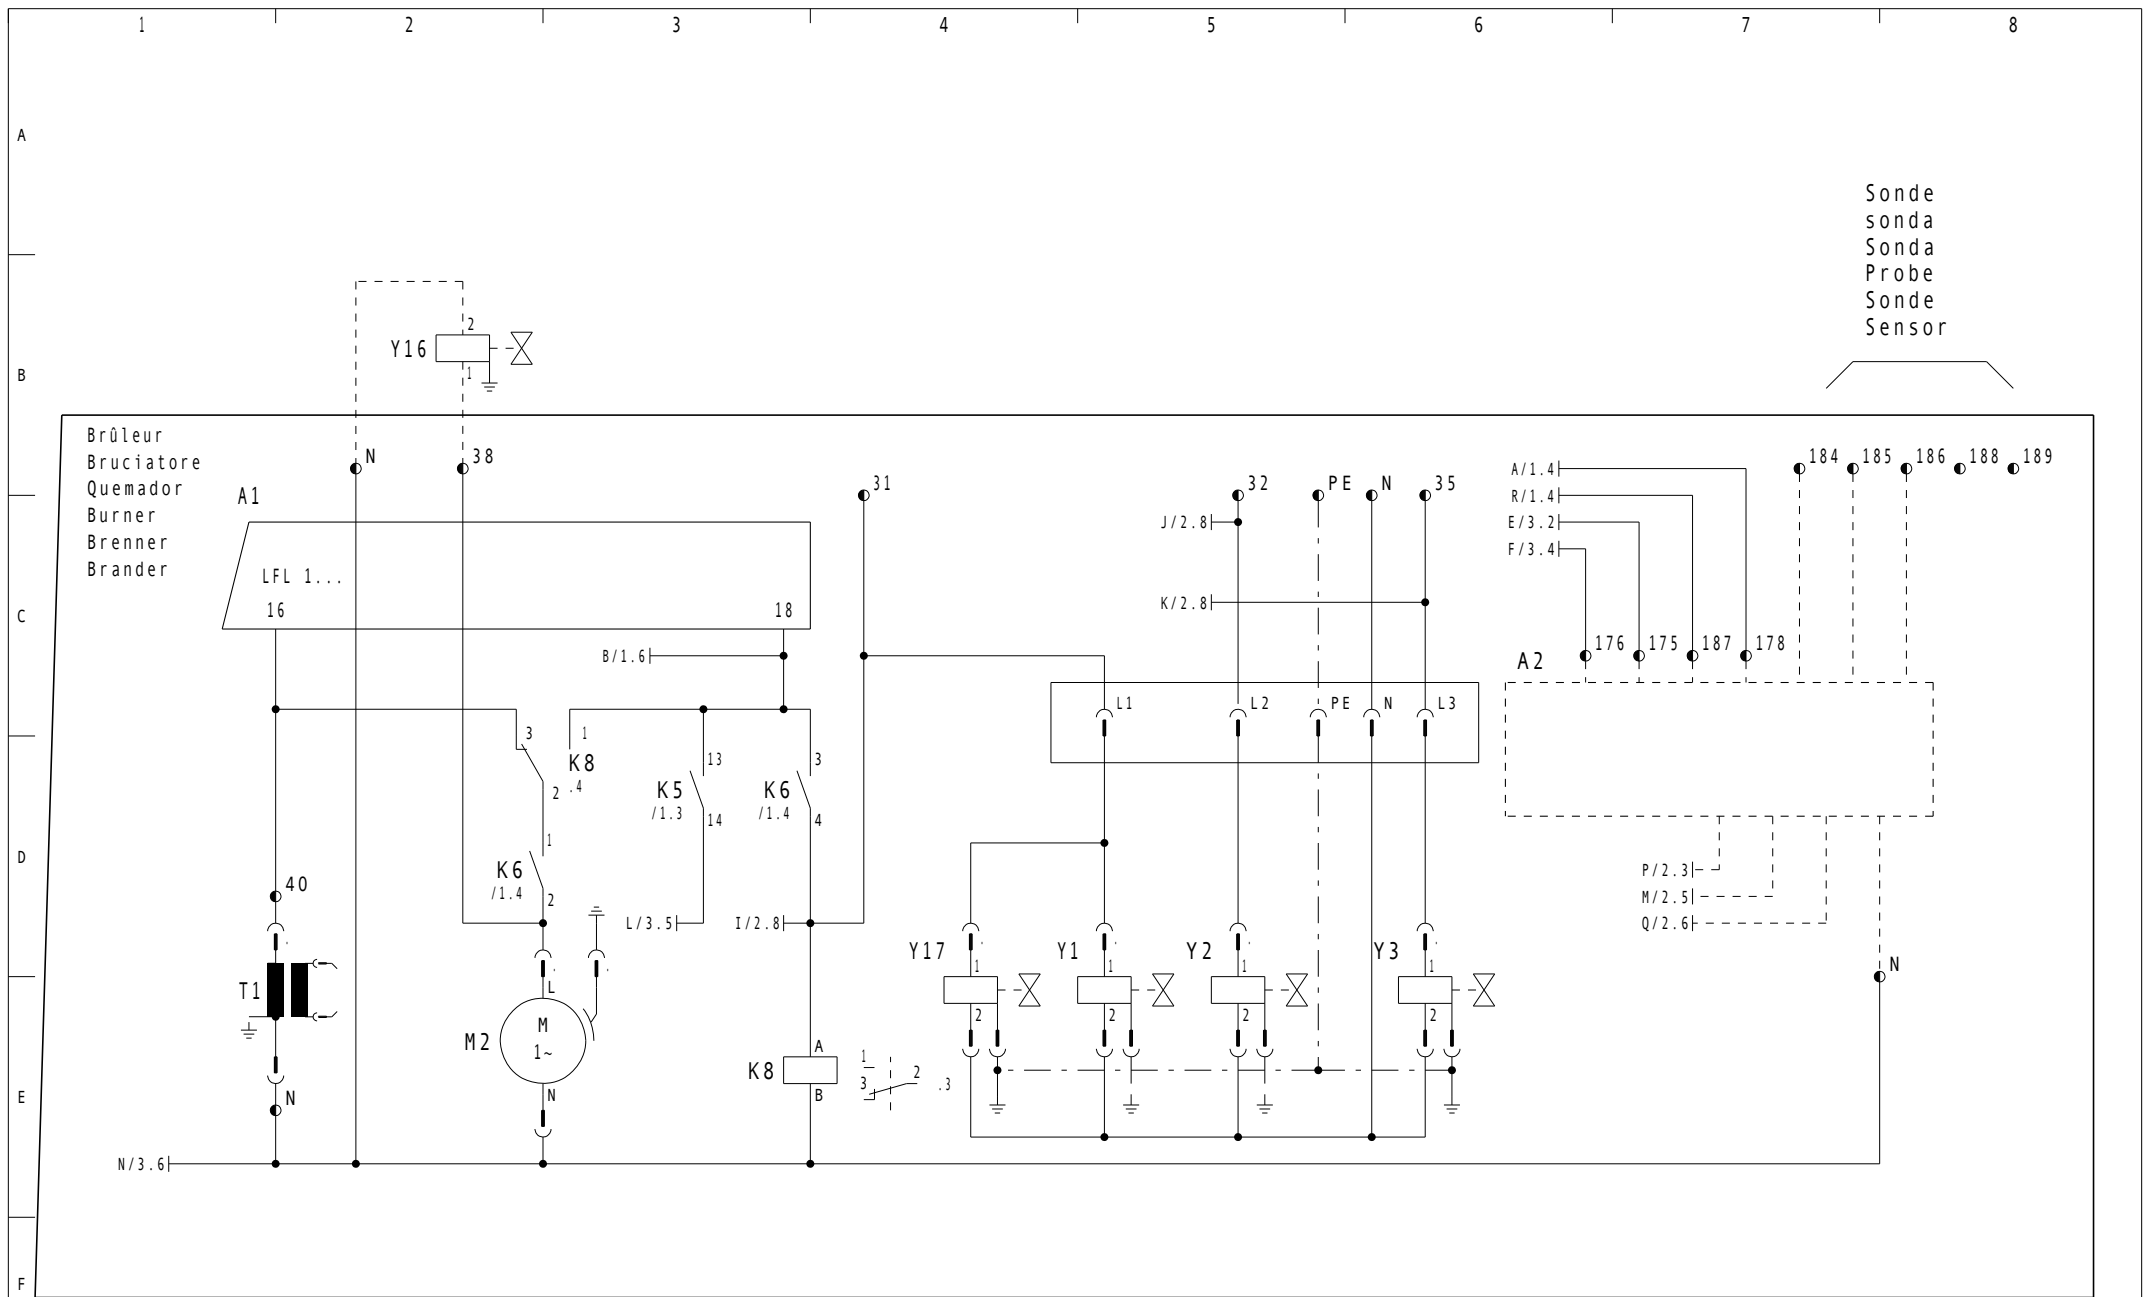 1 2 3 4 5 6 7 8
A
Sonde
sonda
Sonda
Probe
Sonde
Sensor
2
Y16
1
B
Brûleur
Bruciatore
Quemador
Burner
Brenner
Brander
N 38
184 185 186 188 189
A/1.4
R/1.4
E/3.2
F/3.4
A1
31 32 PE N 35
J/2.8
LFL 1...
16 18
K/2.8
C
B/1.6
176 175 187 178
A2
L1 L2 PE N L3
3 1
K8
.4
2
13
K5
/1.3
14
3
K6
/1.4
4
D
1
K6
/1.4
2
40
L/3.5
I/2.8
P/2.3
M/2.5
Q/2.6
Y17 Y1 Y2 Y3
1 1 1 1
2 2 2 2
N
T1
L
M2
M
1~
N
A
K8
B
1
3 2 .3
E
N
N/3.6
F